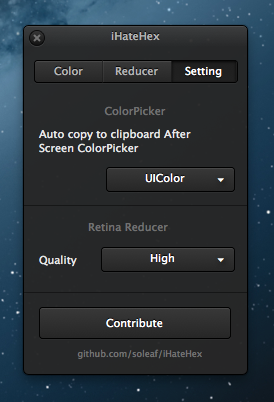 iHateHex
Color Reducer Setting
ColorPicker
Auto copy to clipboard After
Screen ColorPicker
UIColor
Retina Reducer
Quality High
Contribute
github.com/soleaf/iHateHex